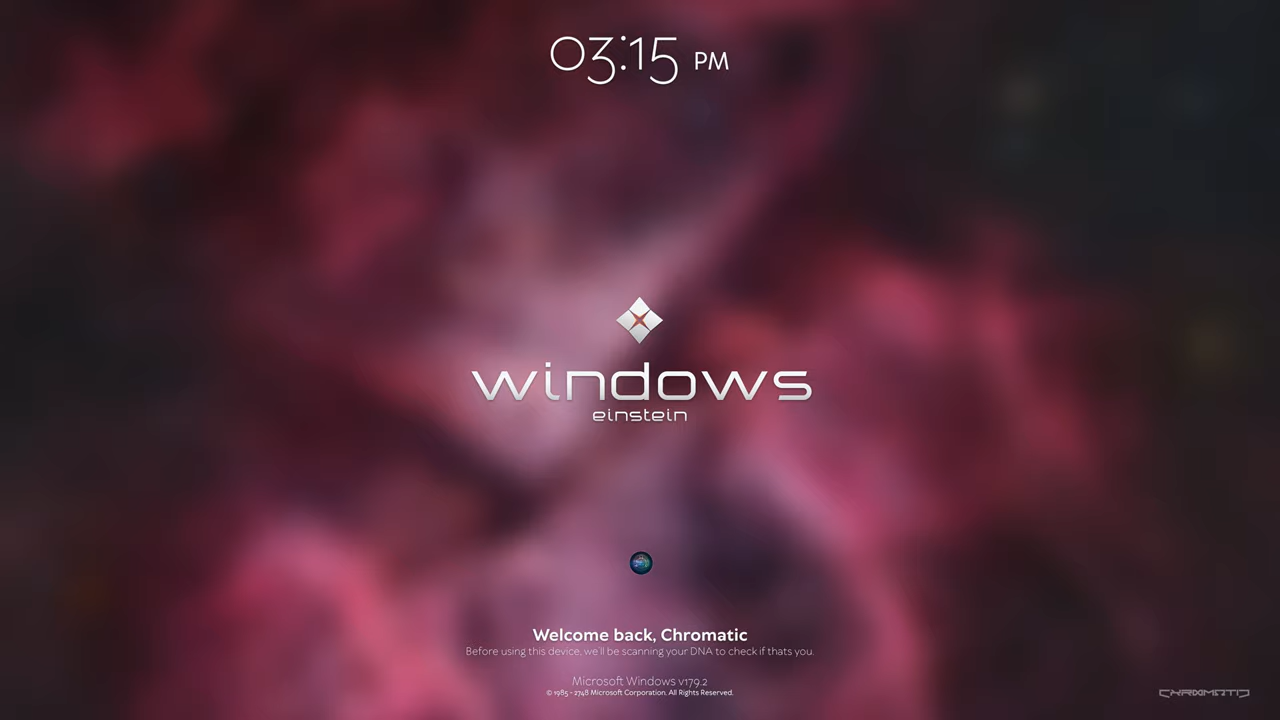 03:15 PM
windows
einstein
Welcome back, Chromatic
Before using this device, we'll be scanning your DNA to check if thats you.
Microsoft Windows v179.2
© 1985 - 2748 Microsoft Corporation. All Rights Reserved.
CHROMATIC